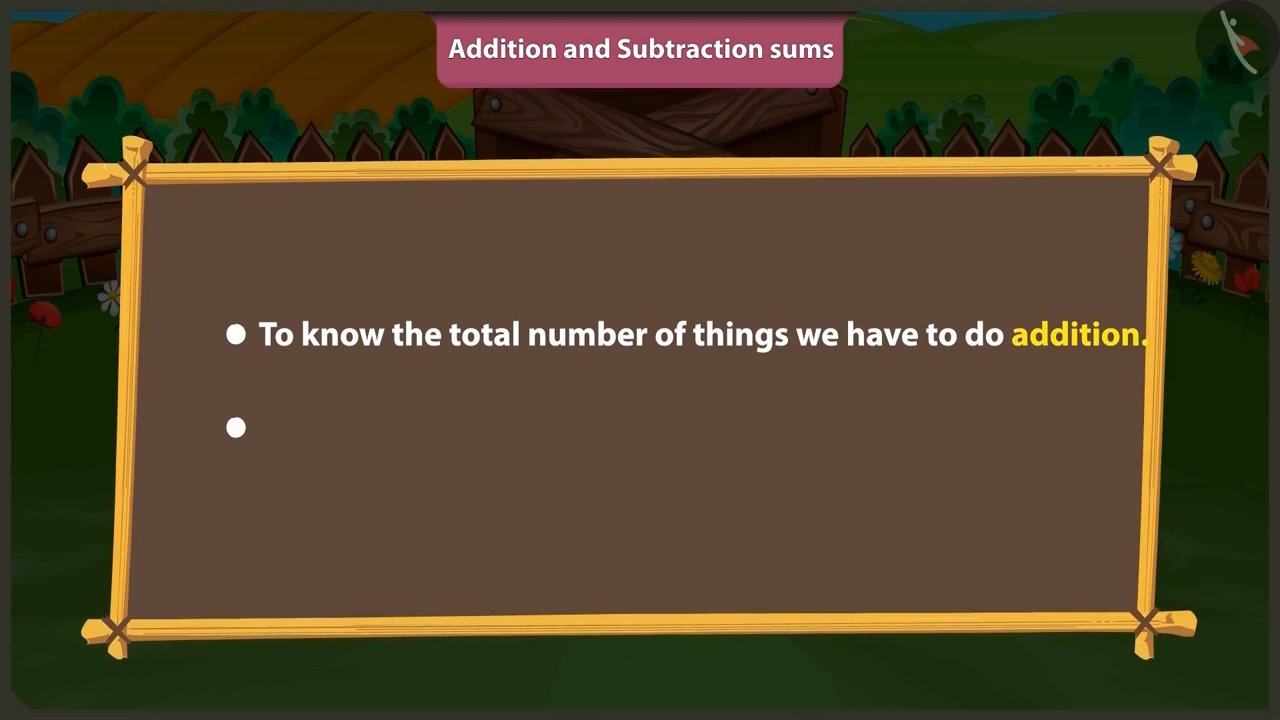 Addition and Subtraction sums
● To know the total number of things we have to do addition.
●